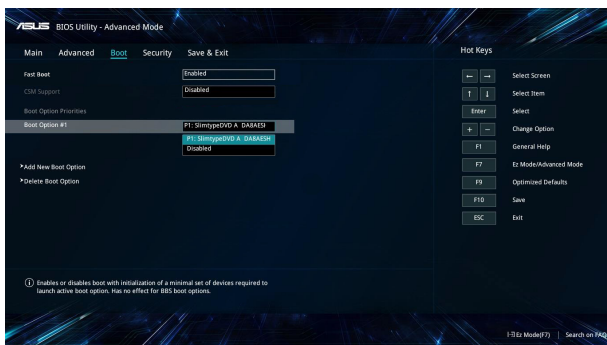 ASUS BIOS Utility - Advanced Mode
Main Advanced Boot Security Save & Exit
Fast Boot Enabled
CSM Support Disabled
Boot Option Priorities
Boot Option #1 P1: SlimtypeDVD A DA8AESI
P1: SlimtypeDVD A DA8AESH
Disabled
Add New Boot Option
Delete Boot Option
Enables or disables boot with initialization of a minimal set of devices required to
launch active boot option. Has no effect for BBS boot options.
Hot Keys
← → Select Screen
↑ ↓ Select Item
Enter Select
+ − Change Option
F1 General Help
F7 Ez Mode/Advanced Mode
F9 Optimized Defaults
F10 Save
ESC Exit
Ez Mode(F7) | Search on FAQ